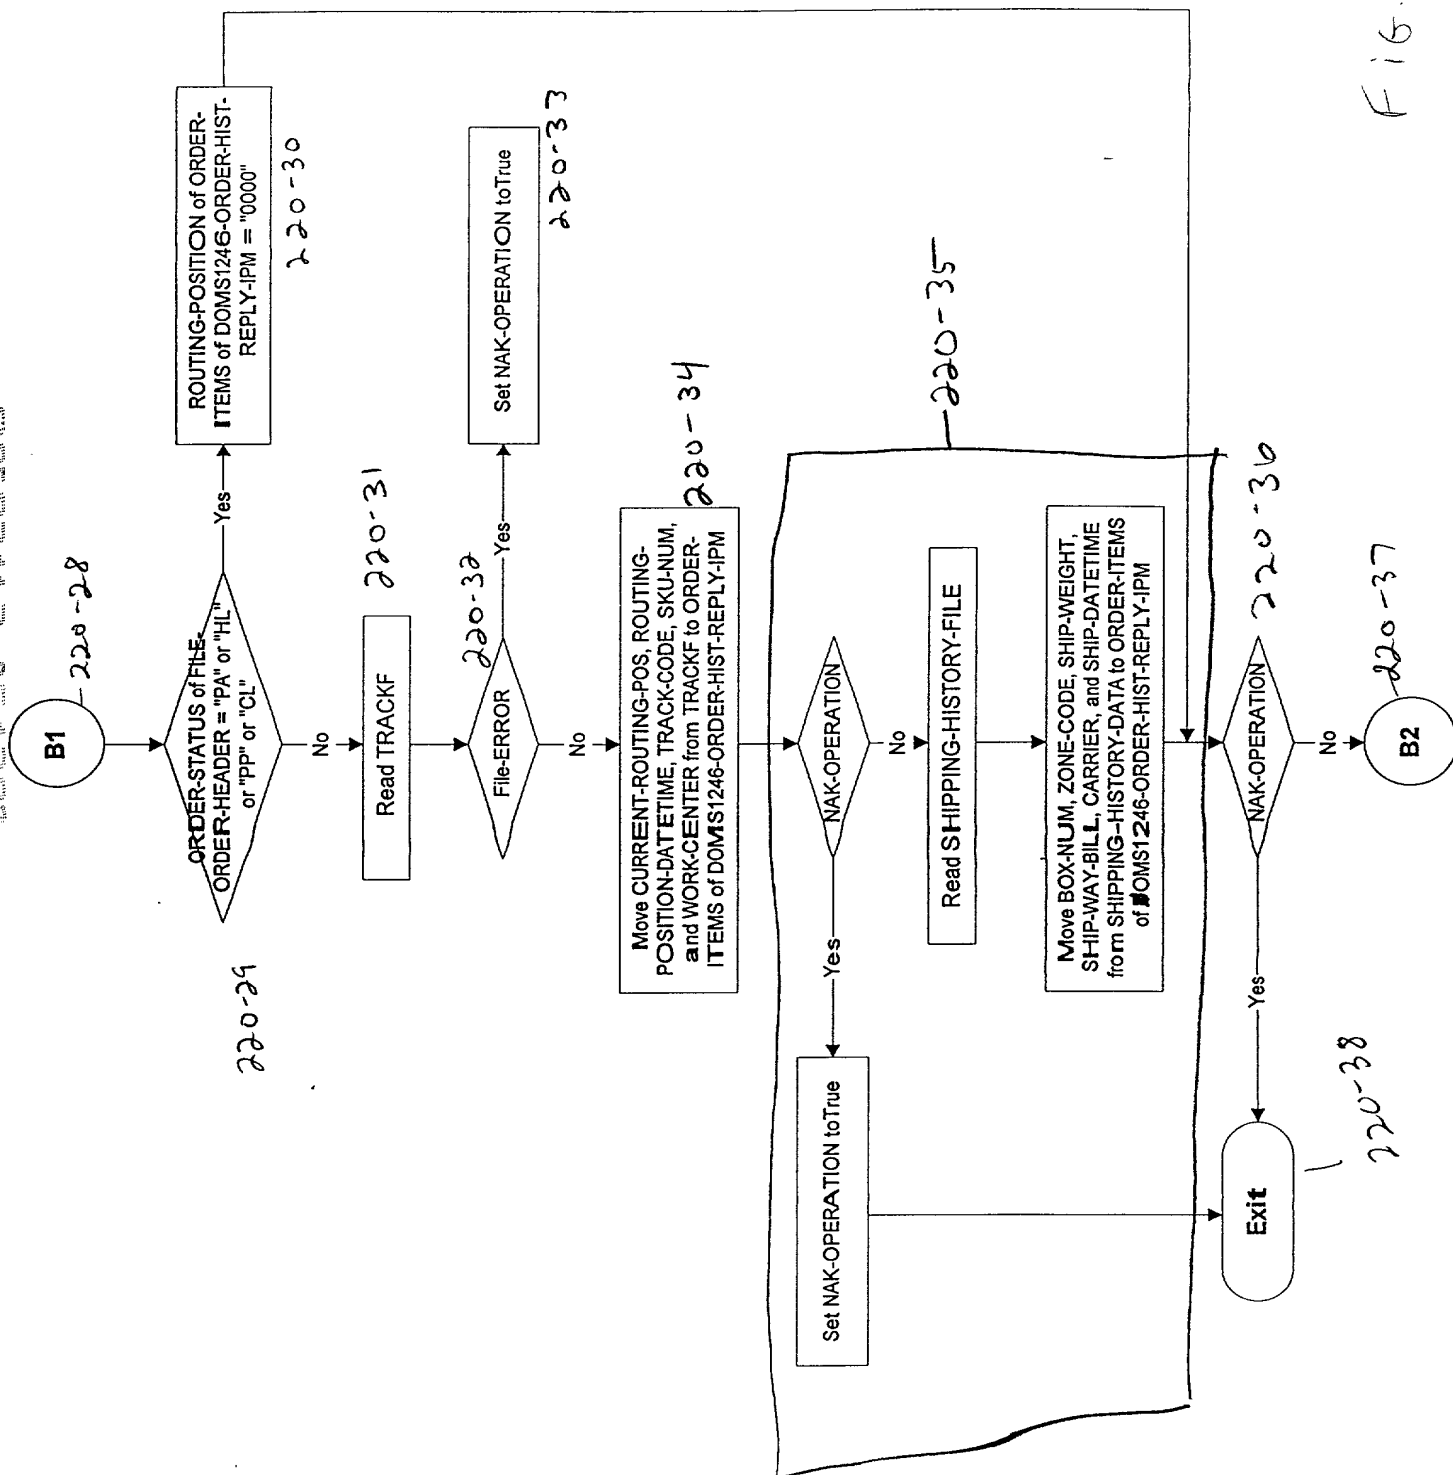 B1
220-28
ORDER-STATUS of FILE-
ORDER-HEADER = "PA" or "HL"
or "PP" or "CL"
220-29
Yes
ROUTING-POSITION of ORDER-
ITEMS of DOMS1246-ORDER-HIST-
REPLY-IPM = "0000"
220-30
No
Read TRACKF
220-31
File-ERROR
220-32
Yes
Set NAK-OPERATION toTrue
220-33
No
Move CURRENT-ROUTING-POS, ROUTING-
POSITION-DATETIME, TRACK-CODE, SKU-NUM,
and WORK-CENTER from TRACKF to ORDER-
ITEMS of DOMS1246-ORDER-HIST-REPLY-IPM
220-34
220-35
NAK-OPERATION
Yes
Set NAK-OPERATION toTrue
No
Read SHIPPING-HISTORY-FILE
Move BOX-NUM, ZONE-CODE, SHIP-WEIGHT,
SHIP-WAY-BILL, CARRIER, and SHIP-DATETIME
from SHIPPING-HISTORY-DATA to ORDER-ITEMS
of DOMS1246-ORDER-HIST-REPLY-IPM
NAK-OPERATION
220-36
Yes
Exit
220-38
No
B2
220-37
FIG.